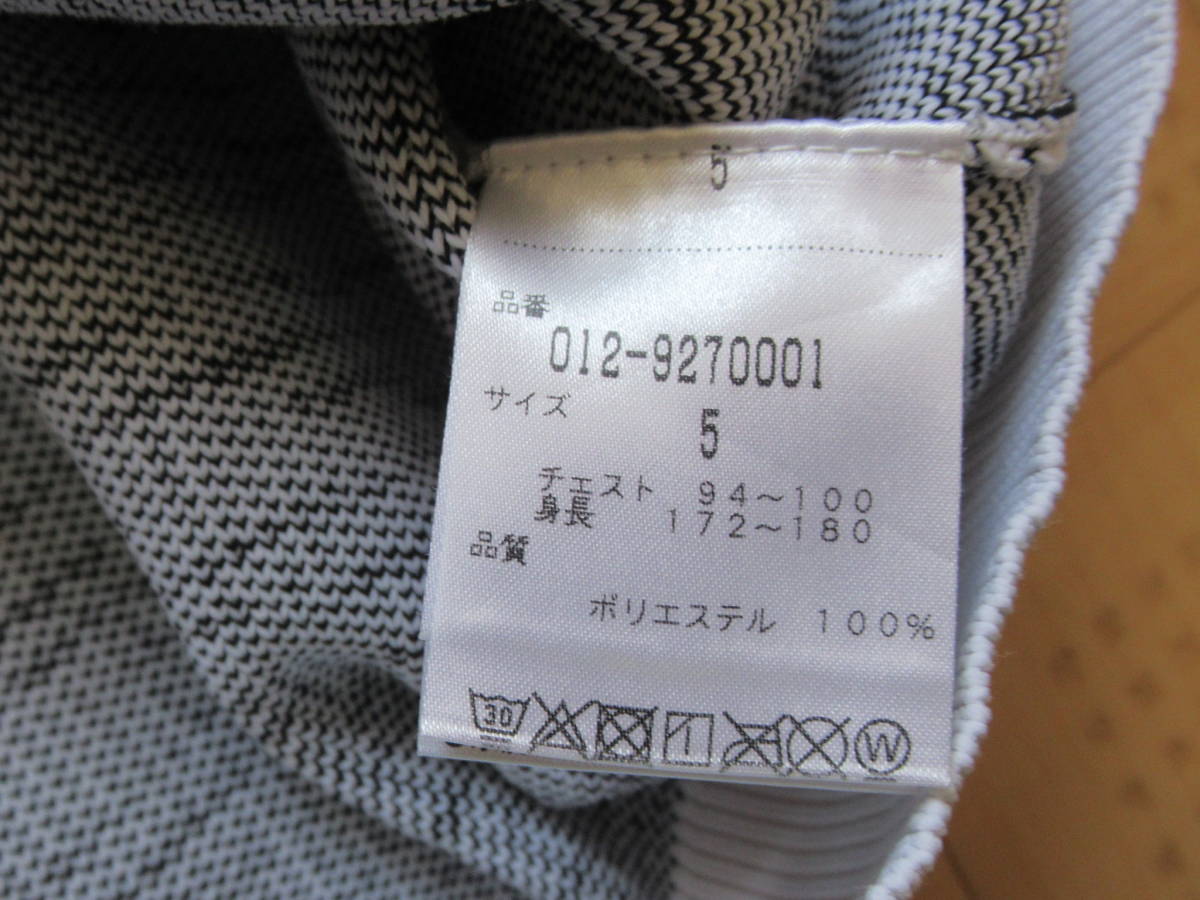 5
品番
012-9270001
サイズ
5
チェスト 94～100
身長 172～180
品質
ポリエステル 100%
30
W